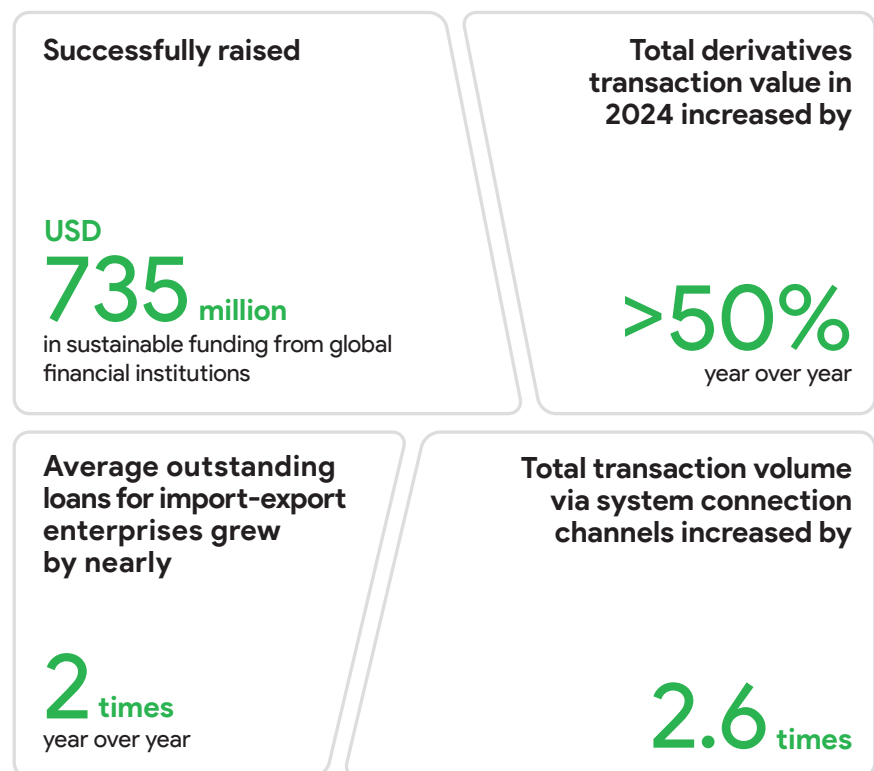 Successfully raised
USD
735 million
in sustainable funding from global
financial institutions
Total derivatives
transaction value in
2024 increased by
>50%
year over year
Average outstanding
loans for import-export
enterprises grew
by nearly
2 times
year over year
Total transaction volume
via system connection
channels increased by
2.6 times